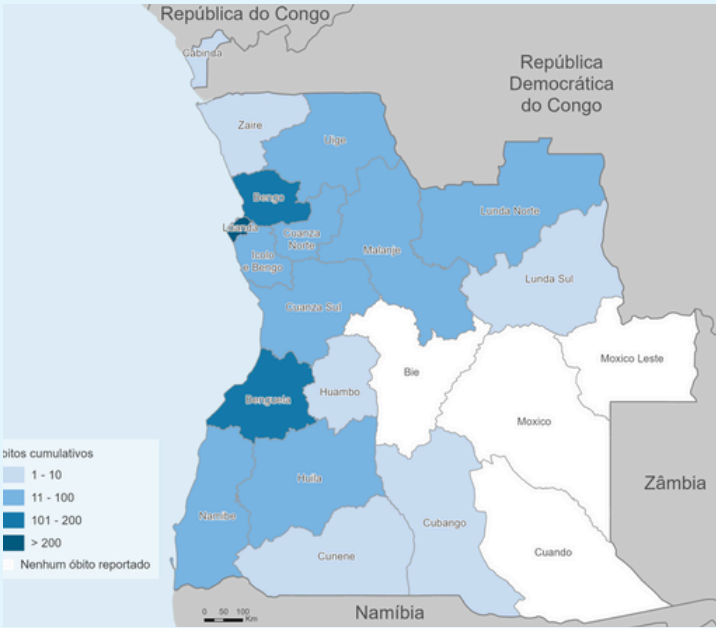 República do Congo
Cabinda
República
Democrática
do Congo
Zaire
Uige
Bengo
Lunda Norte
Luanda
Cuanza
Norte
Malanje
Icolo
e Bengo
Lunda Sul
Cuanza Sul
Moxico Leste
Bie
Huambo
Benguela
Moxico
óbitos cumulativos
1 - 10
11 - 100
101 - 200
> 200
Nenhum óbito reportado
Huila
Zâmbia
Namibe
Cubango
Cuando
Cunene
0 50 100
Km
Namíbia